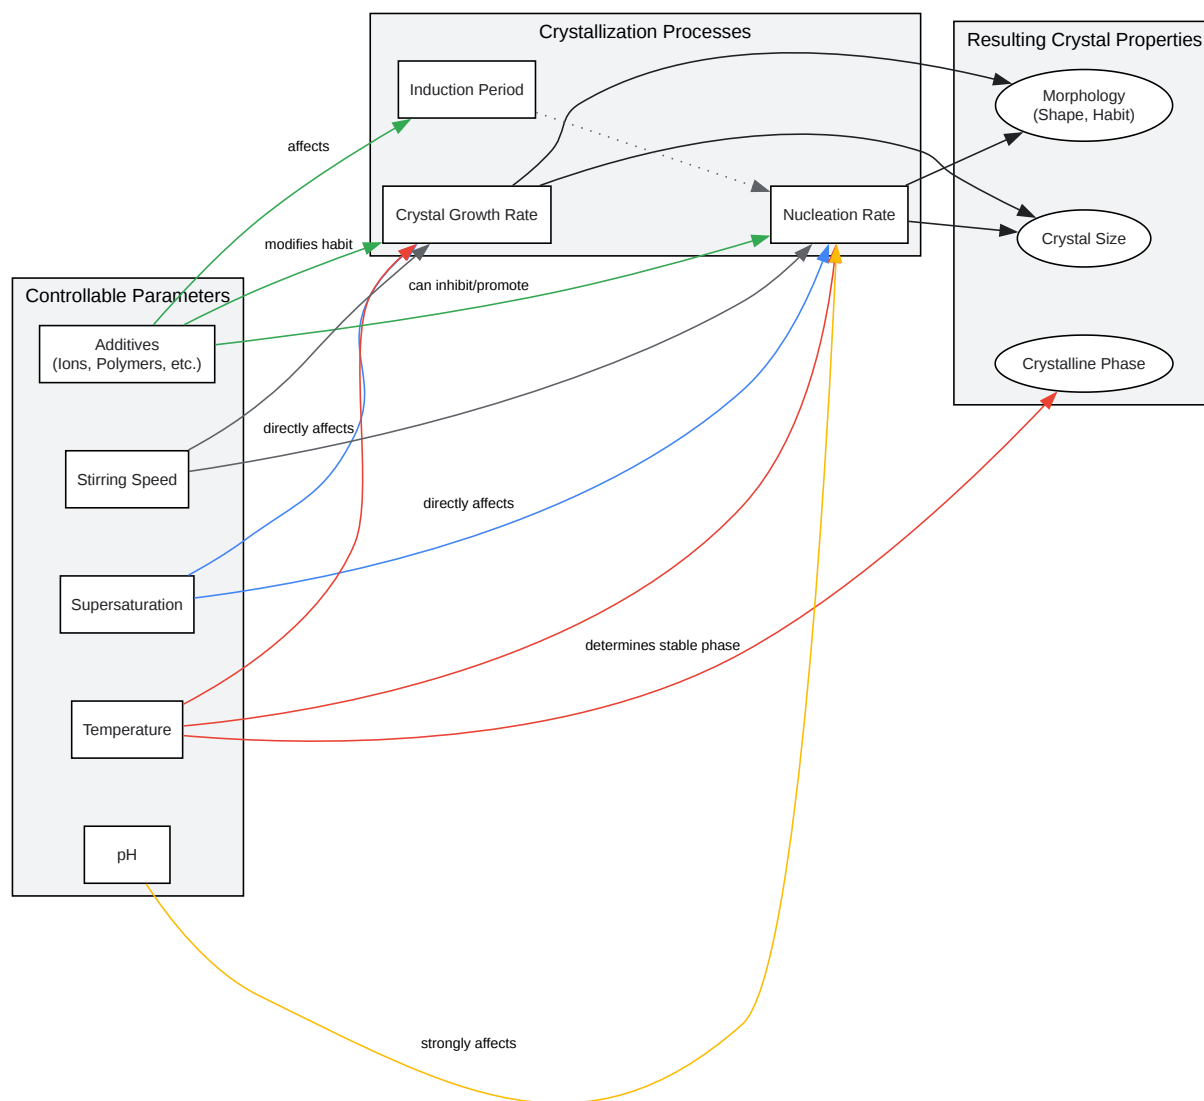 Crystallization Processes
Resulting Crystal Properties
Induction Period
Morphology
(Shape, Habit)
affects
Crystal Growth Rate
Nucleation Rate
Crystal Size
modifies habit
can inhibit/promote
Controllable Parameters
Additives
(Ions, Polymers, etc.)
Crystalline Phase
directly affects
Stirring Speed
directly affects
Supersaturation
determines stable phase
Temperature
pH
strongly affects